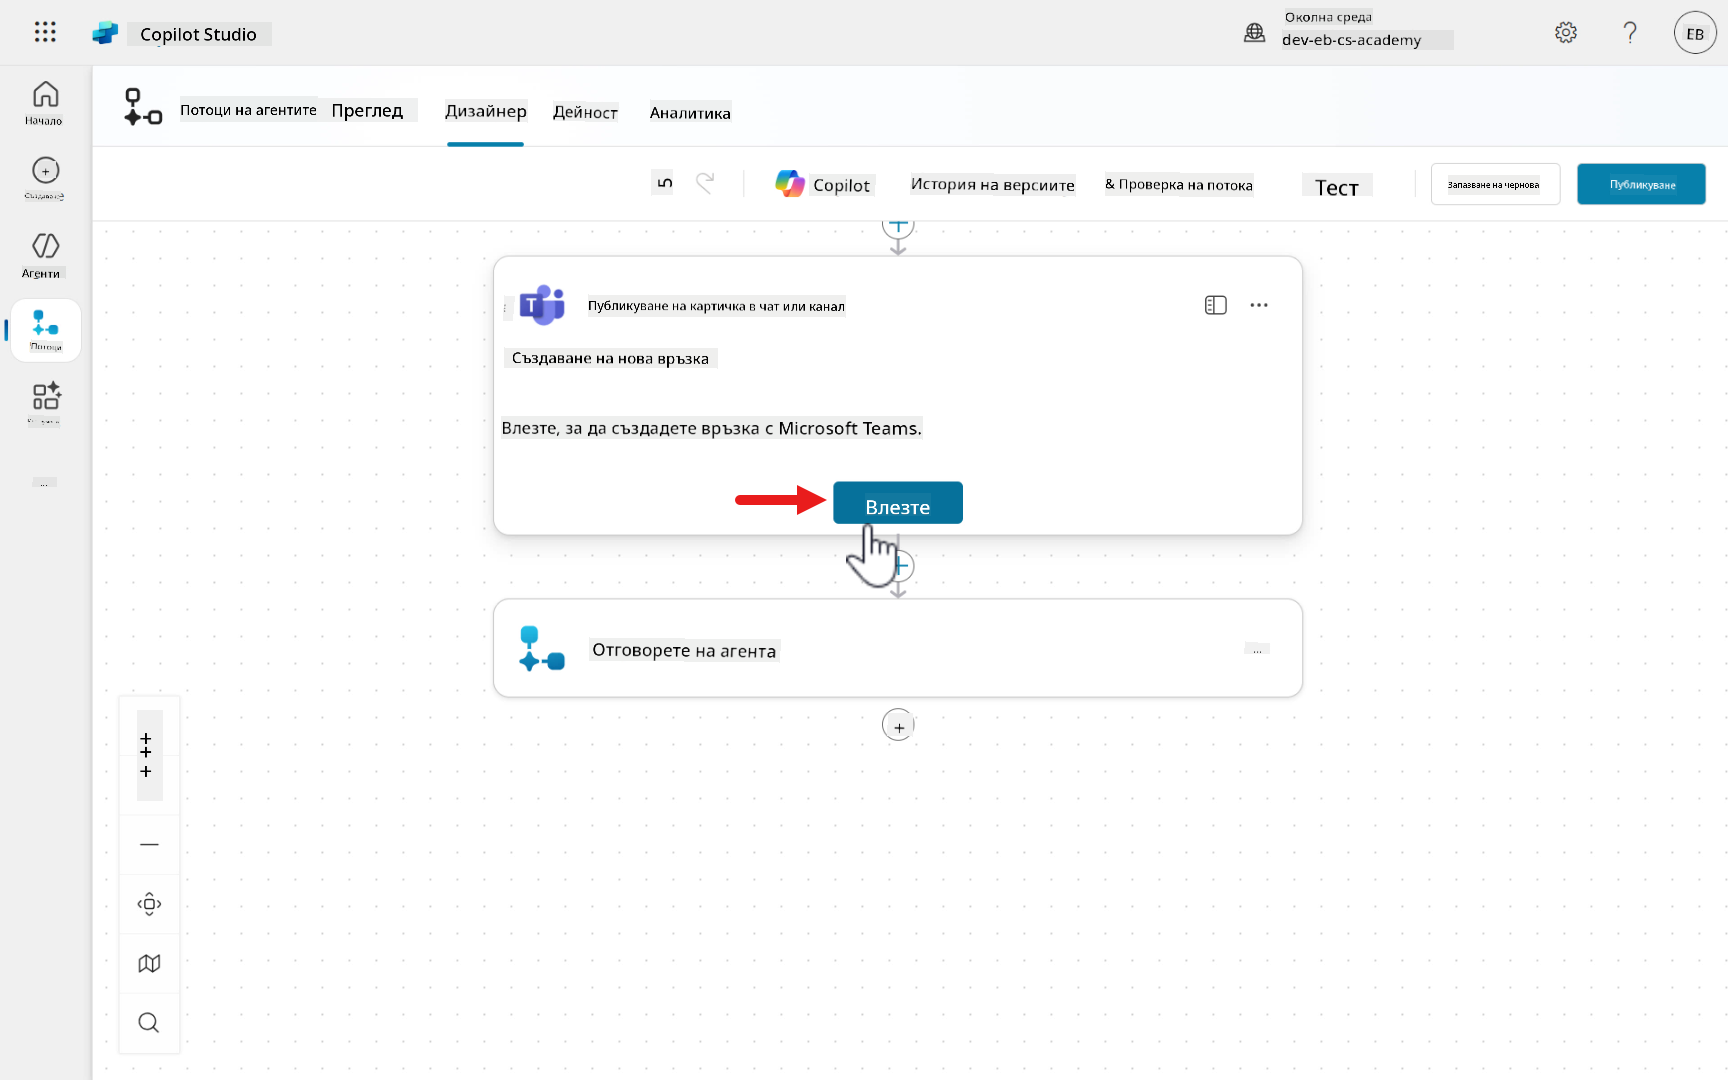 Copilot Studio
Околна среда
dev-eb-cs-academy
EB
Начало
Потоци на агентите
Преглед
Дизайнер
Дейност
Аналитика
Copilot
История на версиите
& Проверка на потока
Тест
Запазване на чернова
Публикуване
Създаване
Агенти
Потоци
...
Публикуване на картичка в чат или канал
Създаване на нова връзка
Влезте, за да създадете връзка с Microsoft Teams.
Влезте
Отговорете на агента
...